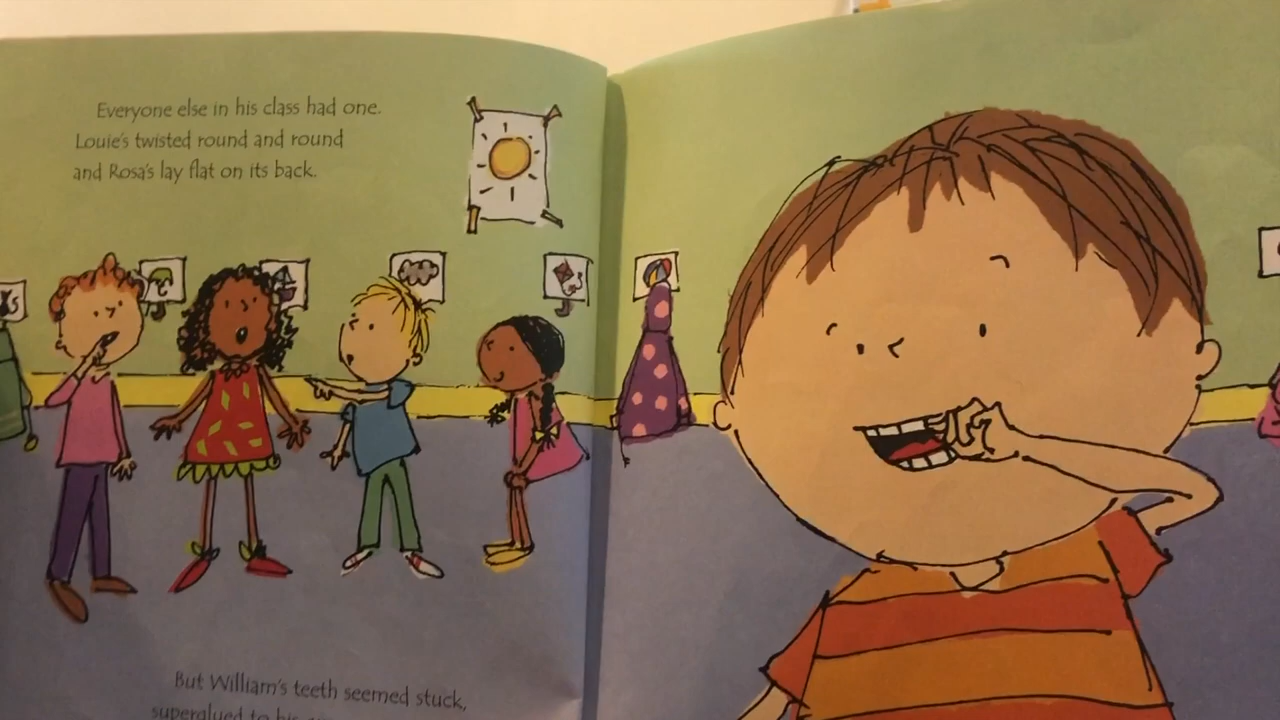 Everyone else in his class had one.
Louie's twisted round and round
and Rosa's lay flat on its back.
But William's teeth seemed stuck,
superglued to his